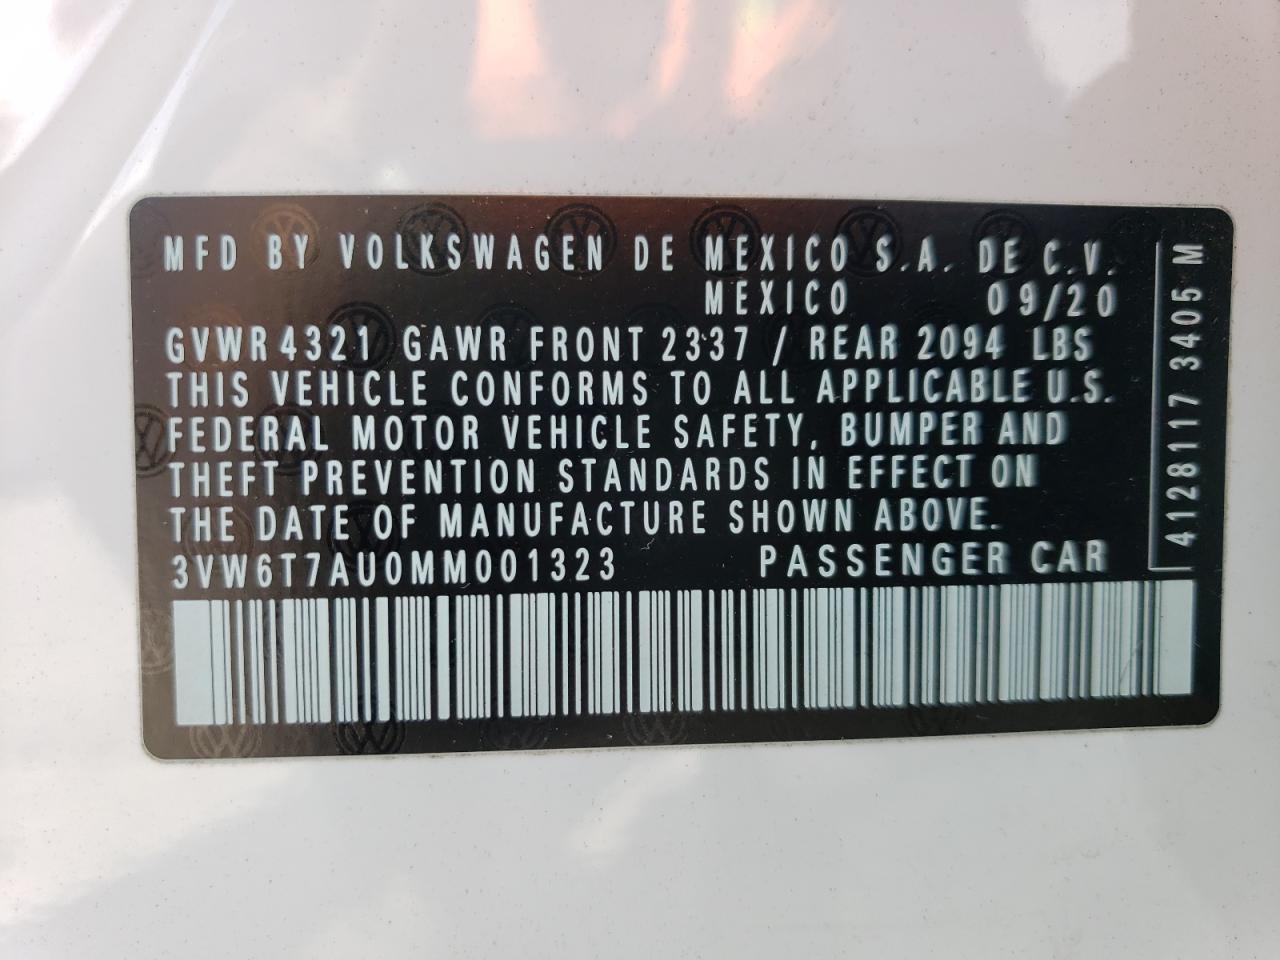 MFD BY VOLKSWAGEN DE MEXICO S.A. DE C.V.
MEXICO 09/20
GVWR 4321 GAWR FRONT 2337 / REAR 2094 LBS
THIS VEHICLE CONFORMS TO ALL APPLICABLE U.S.
FEDERAL MOTOR VEHICLE SAFETY, BUMPER AND
THEFT PREVENTION STANDARDS IN EFFECT ON
THE DATE OF MANUFACTURE SHOWN ABOVE.
3VW6T7AU0MM001323 PASSENGER CAR
4128117 3405 M